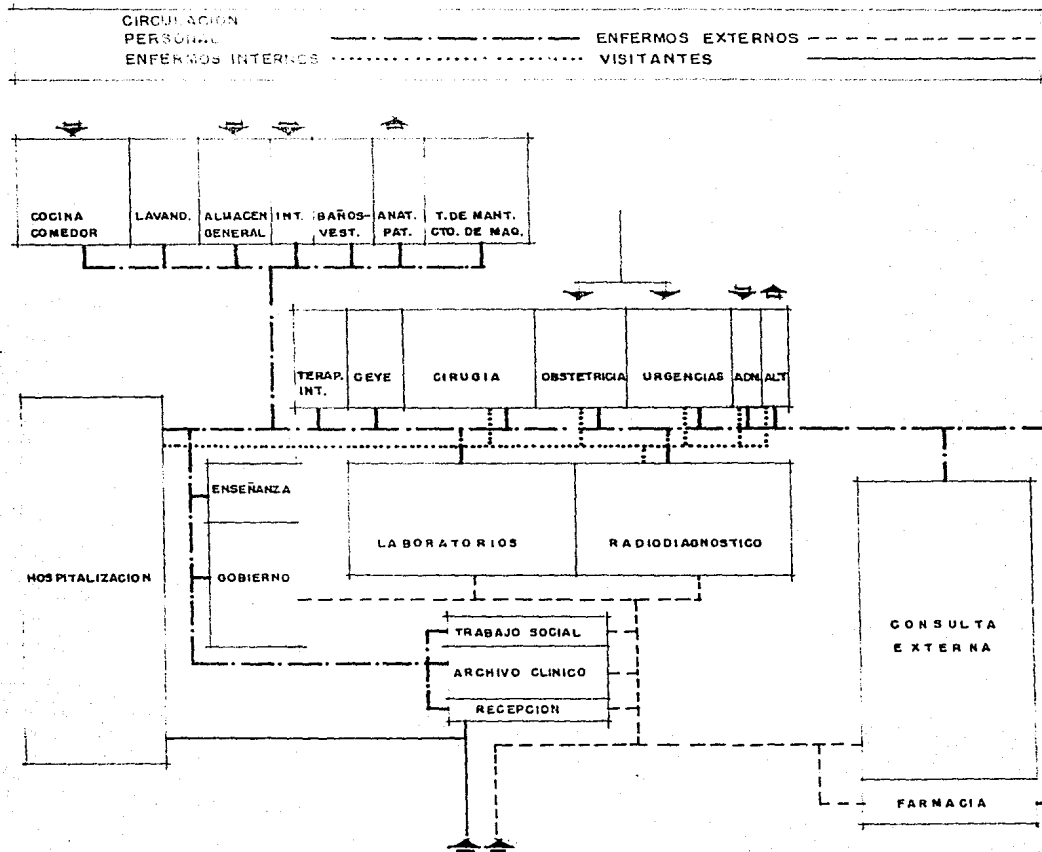 CIRCULACION
PERSONAL
ENFERMOS EXTERNOS
ENFERMOS INTERNOS
VISITANTES
COCINA
COMEDOR
LAVAND.
ALMACEN
GENERAL
INT.
BAÑOS-
VEST.
ANAT.
PAT.
T. DE MANT.
CTO. DE MAQ.
TERAP.
INT.
CEYE
CIRUGIA
OBSTETRICIA
URGENCIAS
ADM.
ALT
ENSEÑANZA
LABORATORIOS
RADIODIAGNOSTICO
HOSPITALIZACION
GOBIERNO
CONSULTA
EXTERNA
TRABAJO SOCIAL
ARCHIVO CLINICO
RECEPCION
FARMACIA